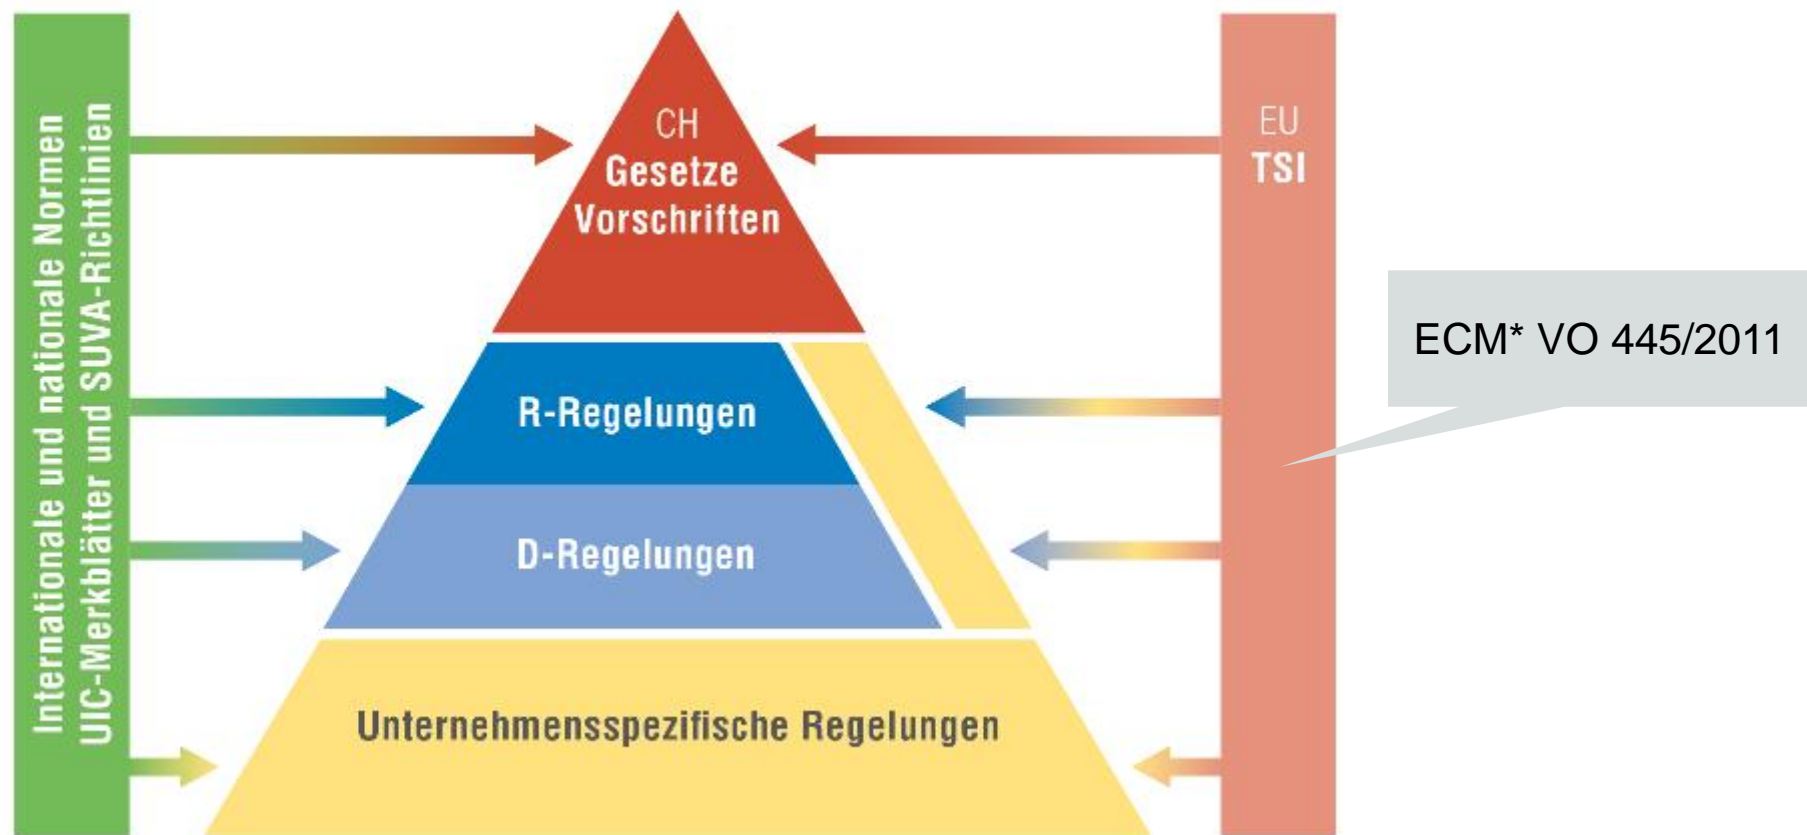 Internationale und nationale Normen
UIC-Merkblätter und SUVA-Richtlinien
CH
Gesetze
Vorschriften
EU
TSI
ECM* VO 445/2011
R-Regelungen
D-Regelungen
Unternehmensspezifische Regelungen